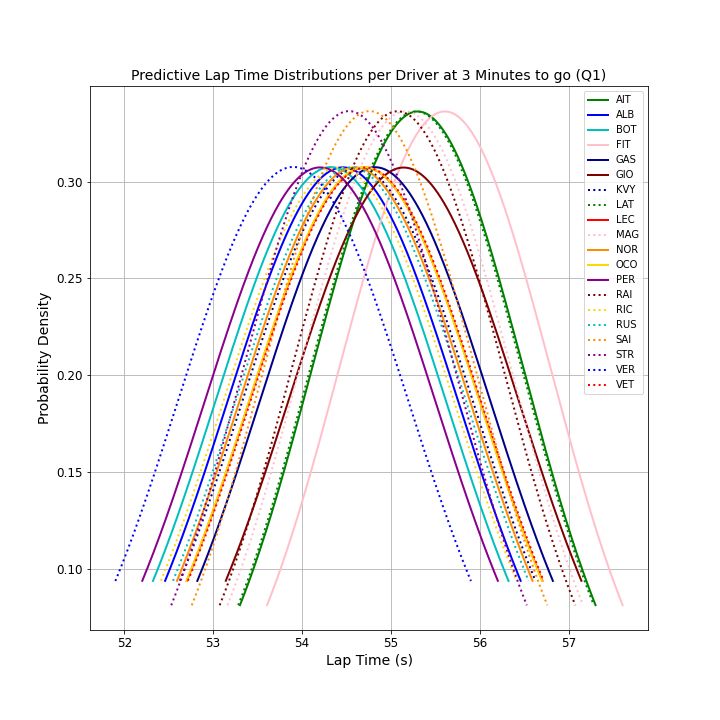 Predictive Lap Time Distributions per Driver at 3 Minutes to go (Q1)
AIT
ALB
BOT
FIT
GAS
GIO
KVY
LAT
LEC
MAG
NOR
OCO
PER
RAI
RIC
RUS
SAI
STR
VER
VET
Probability Density
0.30
0.25
0.20
0.15
0.10
52 53 54 55 56 57
Lap Time (s)